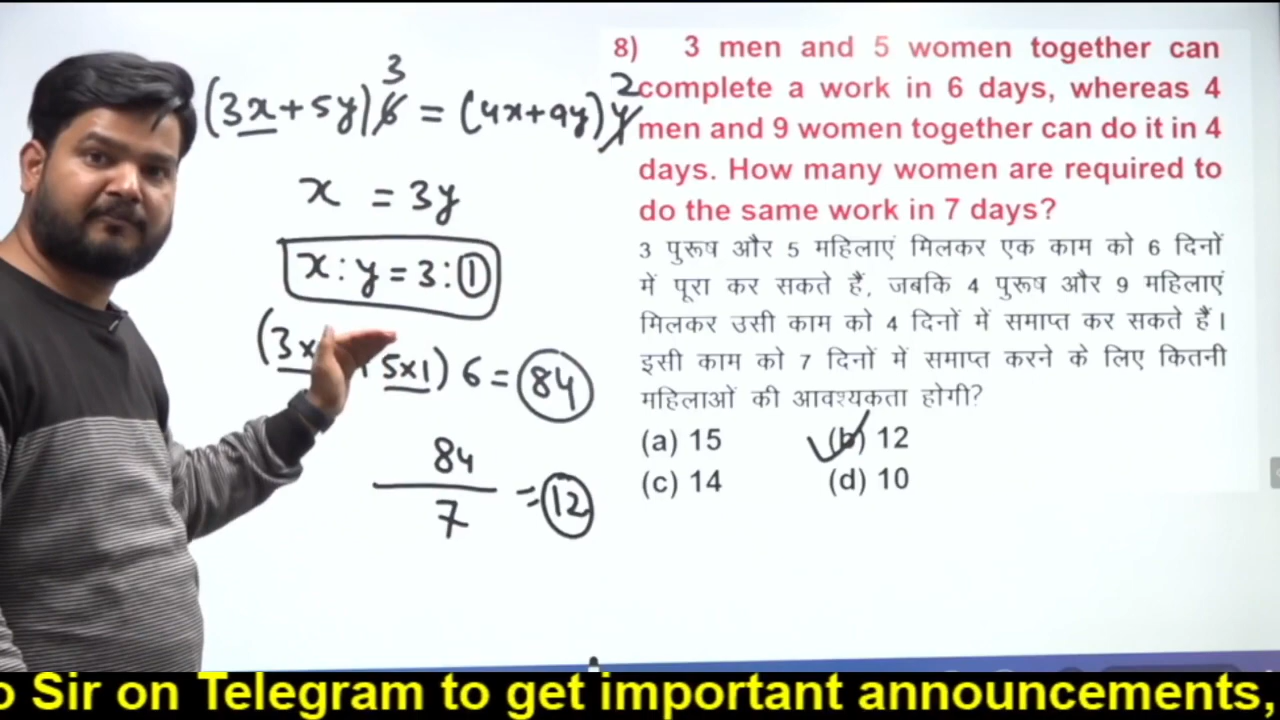 (3x+5y)6 = (4x+9y)4
3
2
x = 3y
x : y = 3 : 1
(3x
5x1) 6 = 84
84
7
= 12
8) 3 men and 5 women together can
complete a work in 6 days, whereas 4
men and 9 women together can do it in 4
days. How many women are required to
do the same work in 7 days?
3 पुरूष और 5 महिलाएं मिलकर एक काम को 6 दिनों
में पूरा कर सकते हैं, जबकि 4 पुरूष और 9 महिलाएं
मिलकर उसी काम को 4 दिनों में समाप्त कर सकते हैं।
इसी काम को 7 दिनों में समाप्त करने के लिए कितनी
महिलाओं की आवश्यकता होगी?
(a) 15 (b) 12
(c) 14 (d) 10
Sir on Telegram to get important announcements,